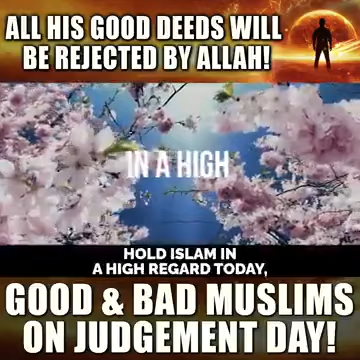 ALL HIS GOOD DEEDS WILL
BE REJECTED BY ALLAH!
IN A HIGH
HOLD ISLAM IN
A HIGH REGARD TODAY,
GOOD & BAD MUSLIMS
ON JUDGEMENT DAY!